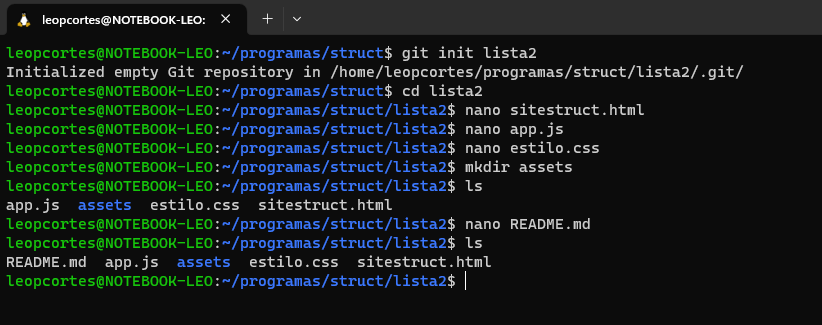 leopcortes@NOTEBOOK-LEO:
leopcortes@NOTEBOOK-LEO:~/programas/struct$ git init lista2
Initialized empty Git repository in /home/leopcortes/programas/struct/lista2/.git/
leopcortes@NOTEBOOK-LEO:~/programas/struct$ cd lista2
leopcortes@NOTEBOOK-LEO:~/programas/struct/lista2$ nano sitestruct.html
leopcortes@NOTEBOOK-LEO:~/programas/struct/lista2$ nano app.js
leopcortes@NOTEBOOK-LEO:~/programas/struct/lista2$ nano estilo.css
leopcortes@NOTEBOOK-LEO:~/programas/struct/lista2$ mkdir assets
leopcortes@NOTEBOOK-LEO:~/programas/struct/lista2$ ls
app.js  assets  estilo.css  sitestruct.html
leopcortes@NOTEBOOK-LEO:~/programas/struct/lista2$ nano README.md
leopcortes@NOTEBOOK-LEO:~/programas/struct/lista2$ ls
README.md  app.js  assets  estilo.css  sitestruct.html
leopcortes@NOTEBOOK-LEO:~/programas/struct/lista2$